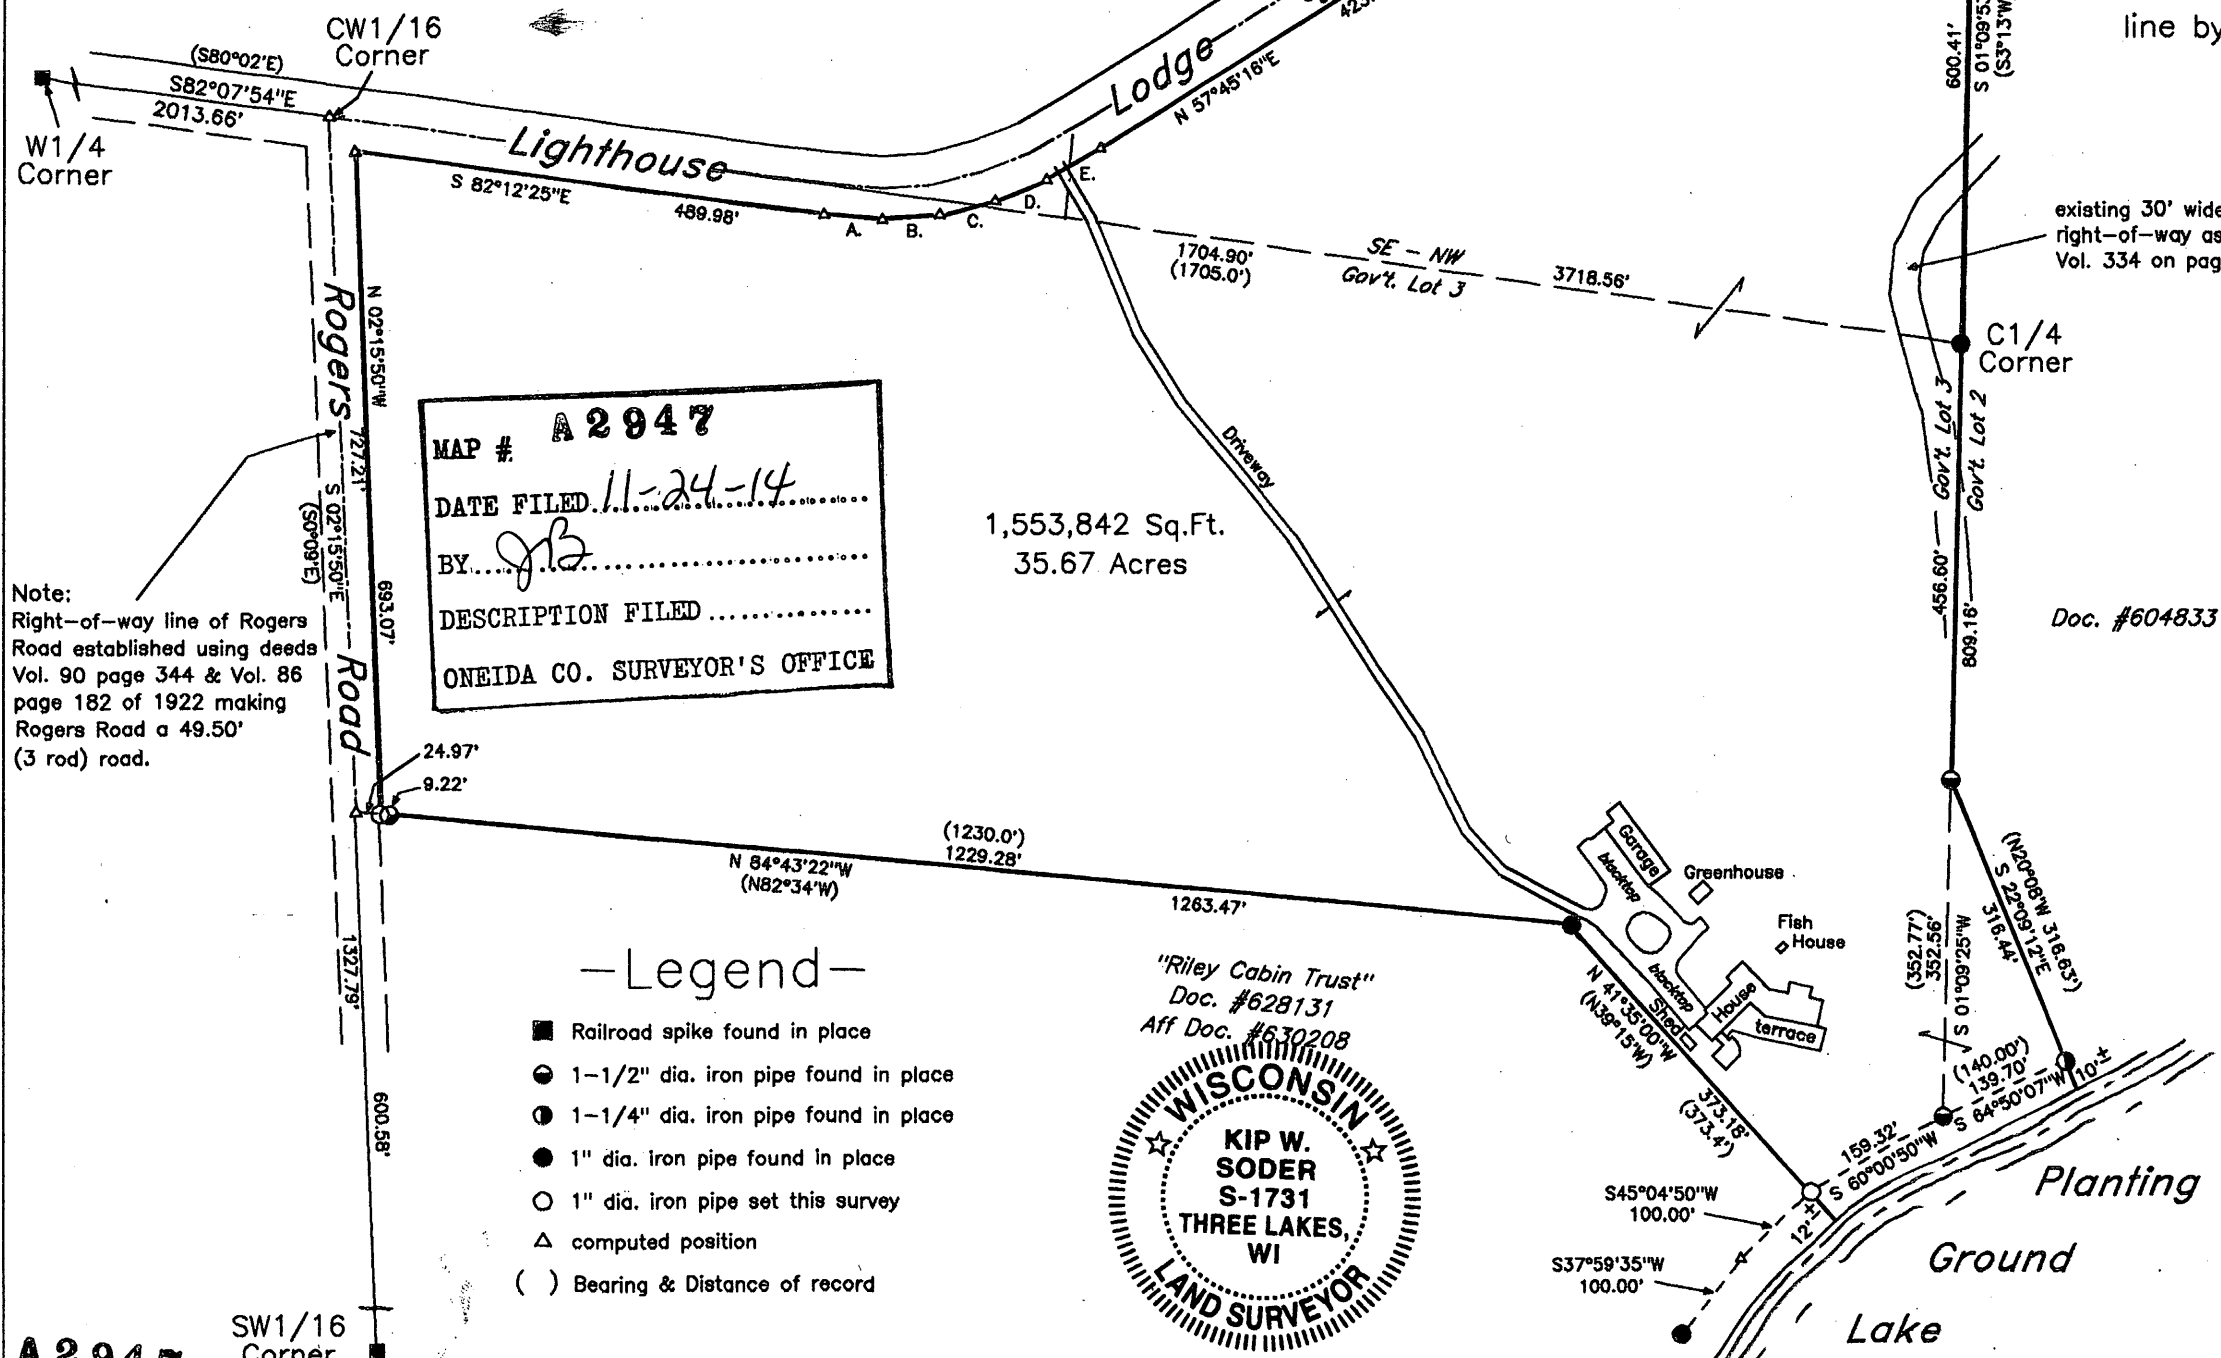 CW1/16
Corner
(S80°02'E)
S82°07'54"E
2013.66'
W1/4
Corner
Lighthouse
Lodge
N 57°45'16"E
S 82°12'25"E
489.98'
A.
B.
C.
D.
E.
600.41'
(S3°13'W
line by
existing 30' wide
right-of-way as
Vol. 334 on pag
1704.90'
(1705.0')
SE - NW
Gov't. Lot 3
3718.56'
C1/4
Corner
Gov't. Lot 3
Gov't. Lot 2
456.60'
809.16'
Doc. #604833
N 02°15'50"W
727.21'
693.07'
Rogers
Road
S 02°15'50"E
(S0°09'E)
MAP # A2947
DATE FILED 11-24-14
BY JB
DESCRIPTION FILED
ONEIDA CO. SURVEYOR'S OFFICE
Driveway
1,553,842 Sq.Ft.
35.67 Acres
Note:
Right-of-way line of Rogers
Road established using deeds
Vol. 90 page 344 & Vol. 86
page 182 of 1922 making
Rogers Road a 49.50'
(3 rod) road.
24.97'
9.22'
(1230.0')
1229.28'
N 84°43'22"W
(N82°34'W)
1263.47'
Garage
blacktop
Greenhouse
Fish
House
blacktop
Shed
House
terrace
(N20°08'W 316.63')
S 22°09'12"E
316.44'
(352.77')
352.56'
S 01°09'25"W
(140.00')
139.70'
S 64°50'07"W
10'±
N 41°35'00"W
(N39°15'W)
373.18'
(373.4')
159.32'
S 60°00'50"W
12'±
S45°04'50"W
100.00'
S37°59'35"W
100.00'
Planting
Ground
Lake
1327.79'
600.58'
"Riley Cabin Trust"
Doc. #628131
Aff Doc. #630208
-Legend-
Railroad spike found in place
1-1/2" dia. iron pipe found in place
1-1/4" dia. iron pipe found in place
1" dia. iron pipe found in place
1" dia. iron pipe set this survey
computed position
( ) Bearing & Distance of record
WISCONSIN
KIP W.
SODER
S-1731
THREE LAKES,
WI
LAND SURVEYOR
SW1/16
Corner